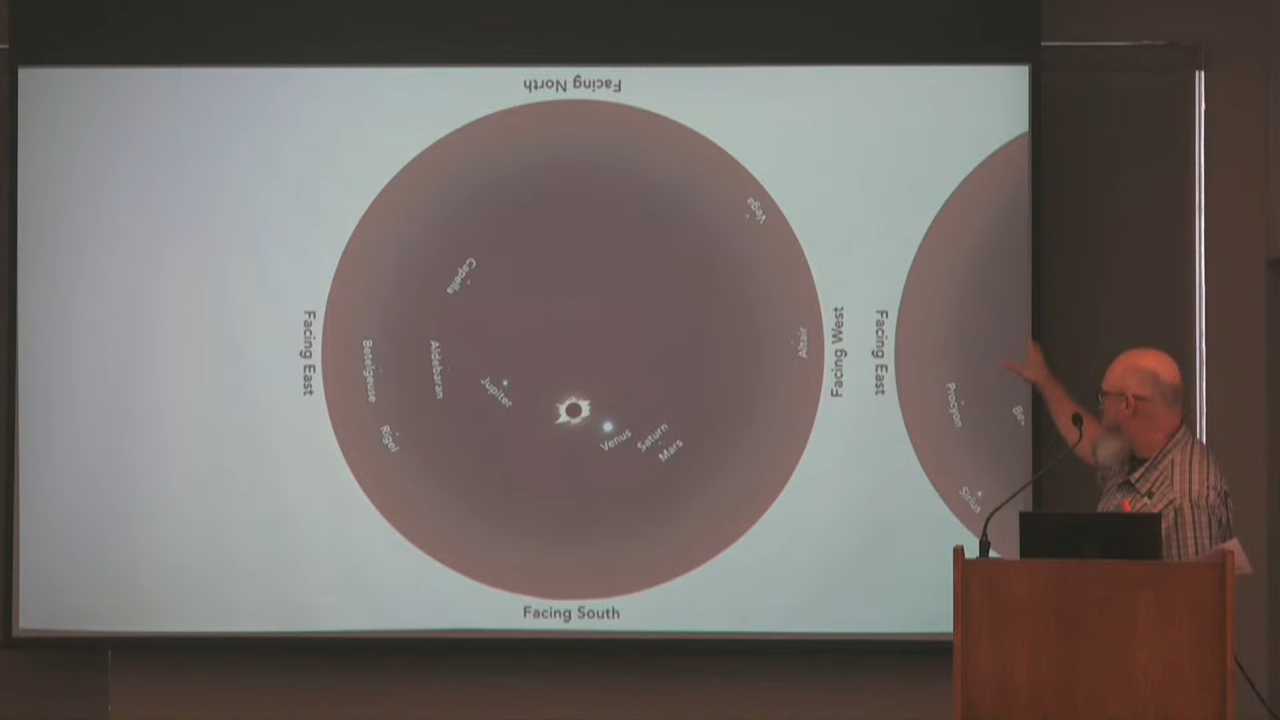 Facing North
Vega
Capella
Facing East
Betelgeuse
Aldebaran
Jupiter
Altair
Facing West
Facing East
Procyon
Rigel
Venus
Saturn
Mars
Sirius
Facing South